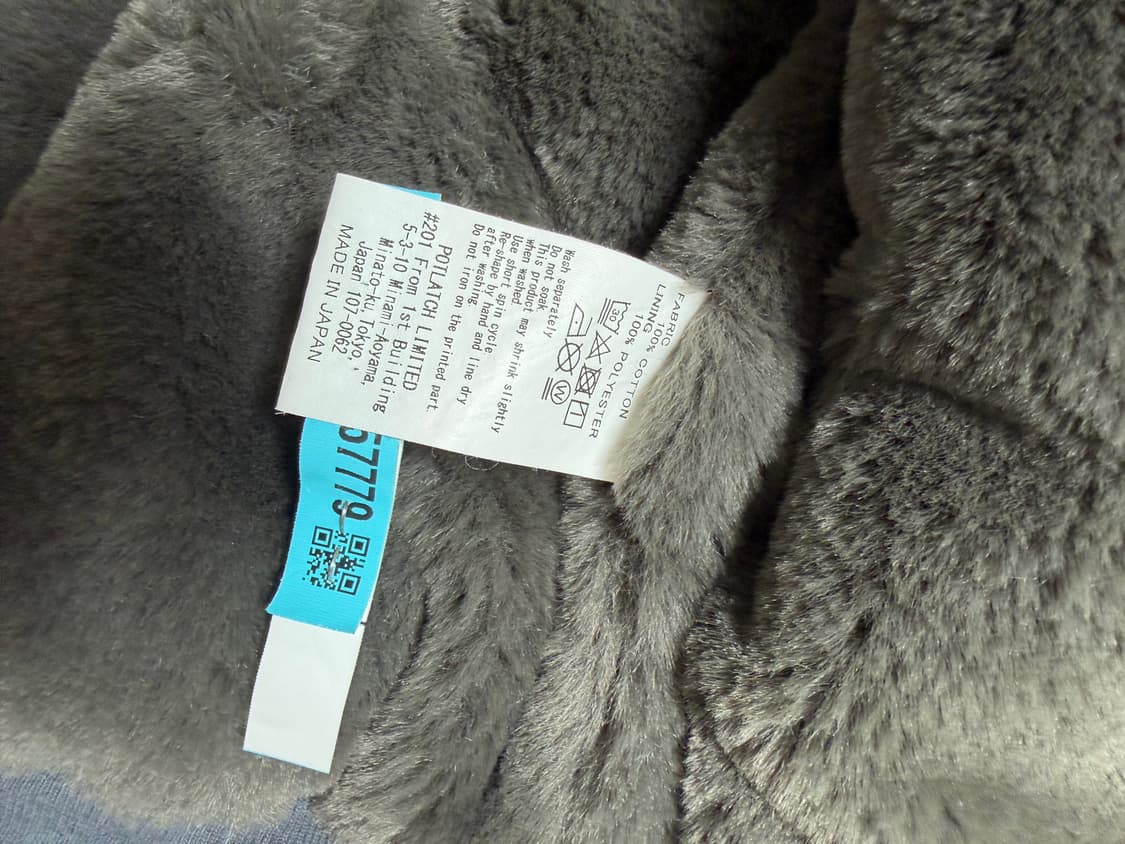 FABRIC
100% COTTON
LINING
100% POLYESTER
30
W
Wash separately
Do not soak
This product may shrink slightly
when washed
Use short spin cycle
Re-shape by hand and line dry
after washing.
Do not iron on the printed part.
POTLATCH LIMITED
#201 From 1st Building
5-3-10 Minami-Aoyama,
Minato-ku, Tokyo,
Japan 107-0062
MADE IN JAPAN
57779